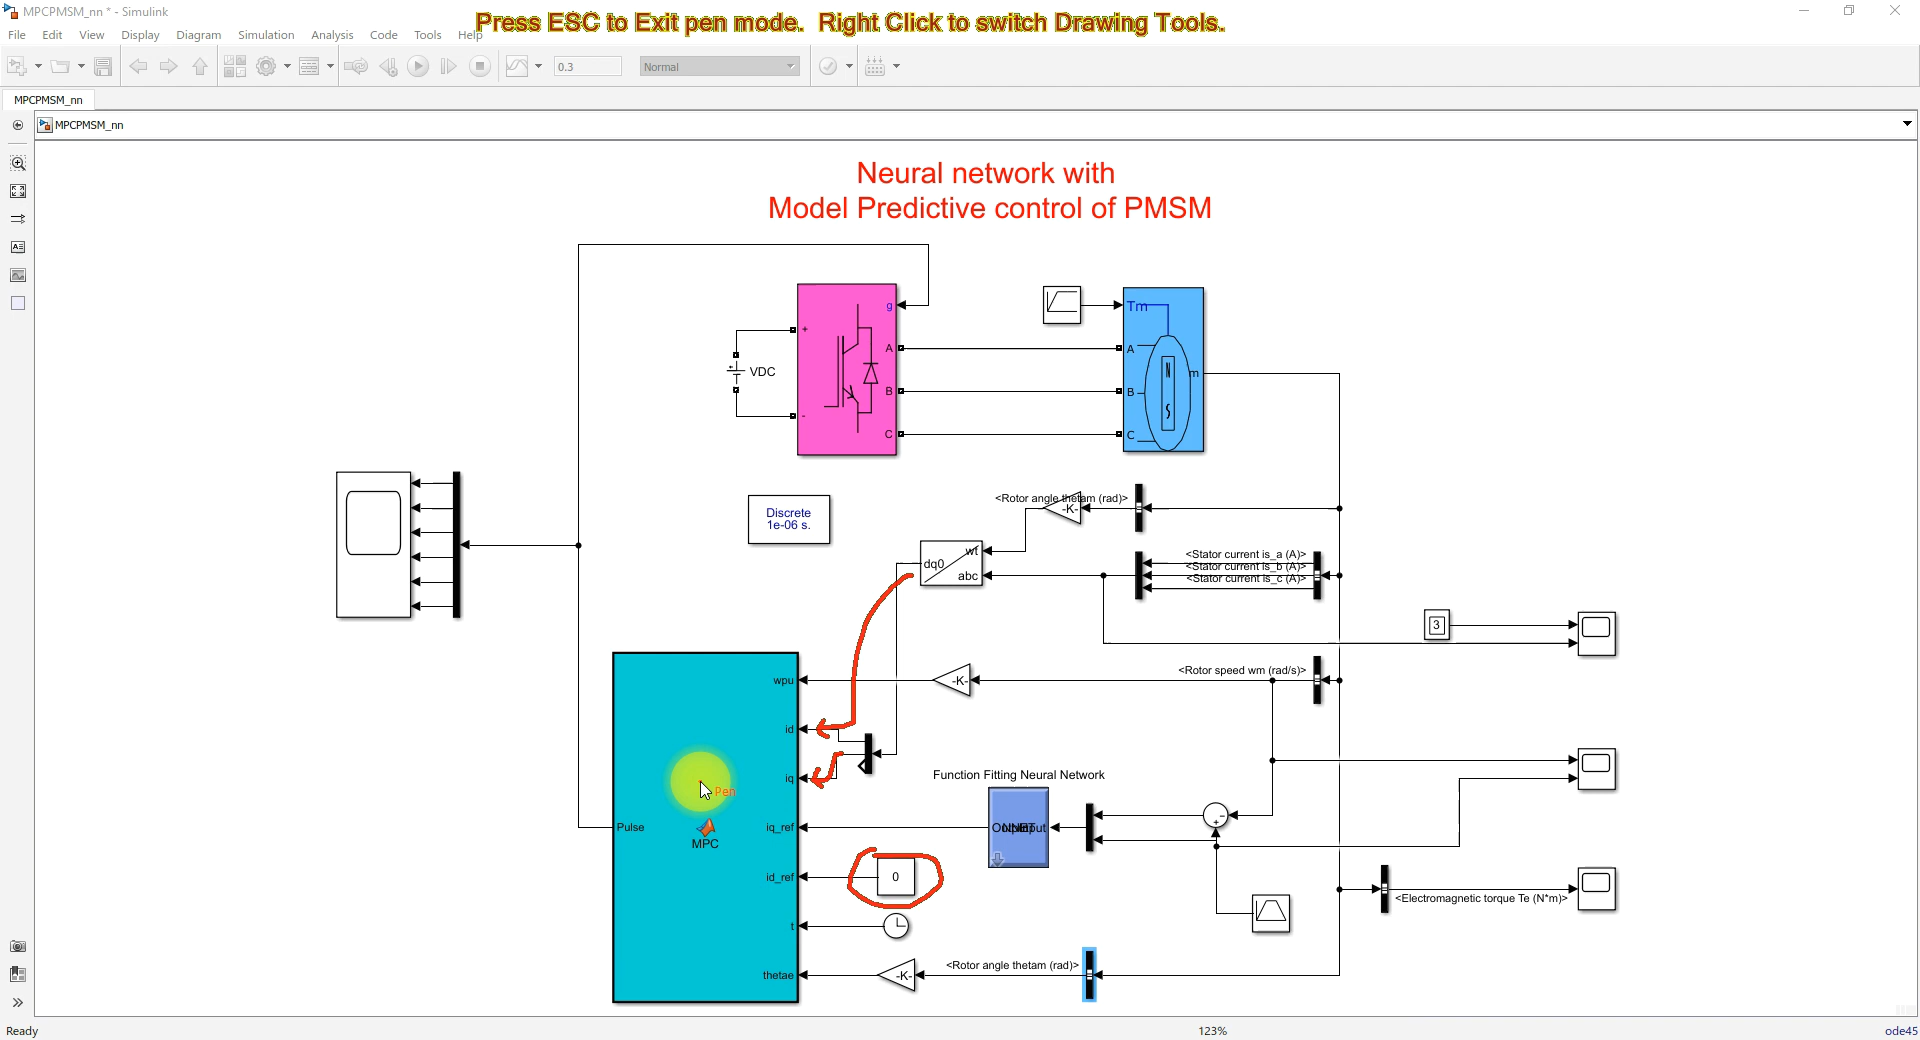 MPCPMSM_nn * - Simulink
Press ESC to Exit pen mode.  Right Click to switch Drawing Tools.
File Edit View Display Diagram Simulation Analysis Code Tools Help
0.3 Normal
MPCPMSM_nn
MPCPMSM_nn
Neural network with
Model Predictive control of PMSM
g
+
A
B
C
-
VDC
Tm
A
B
C
m
N
S
Discrete
1e-06 s.
<Rotor angle thetam (rad)>
-K-
dq0
wt
abc
<Stator current is_a (A)>
<Stator current is_b (A)>
<Stator current is_c (A)>
3
<Rotor speed wm (rad/s)>
-K-
wpu
id
iq
Pen
Pulse
MPC
iq_ref
id_ref
t
thetae
Function Fitting Neural Network
Output NNET Input
0
+
-
<Electromagnetic torque Te (N*m)>
<Rotor angle thetam (rad)>
-K-
Ready 123% ode45